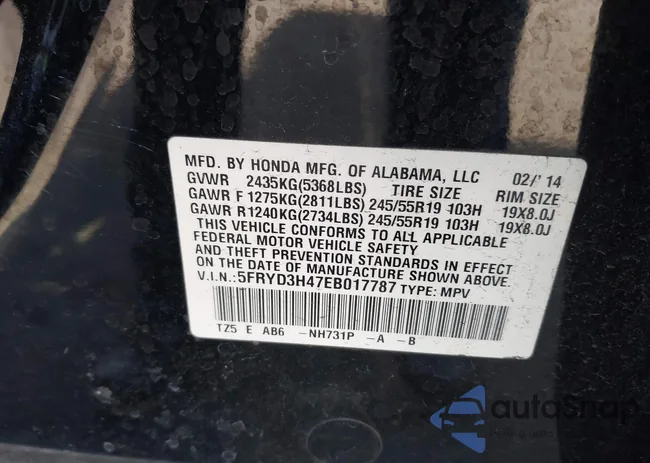 MFD. BY HONDA MFG. OF ALABAMA, LLC 02/'14
GVWR 2435KG(5368LBS) TIRE SIZE RIM SIZE
GAWR F 1275KG(2811LBS) 245/55R19 103H 19X8.0J
GAWR R 1240KG(2734LBS) 245/55R19 103H 19X8.0J
THIS VEHICLE CONFORMS TO ALL APPLICABLE
FEDERAL MOTOR VEHICLE SAFETY
AND THEFT PREVENTION STANDARDS IN EFFECT
ON THE DATE OF MANUFACTURE SHOWN ABOVE.
V.I.N.:5FRYD3H47EB017787 TYPE: MPV
TZ5 E AB6 -NH731P -A -B
autoSnap